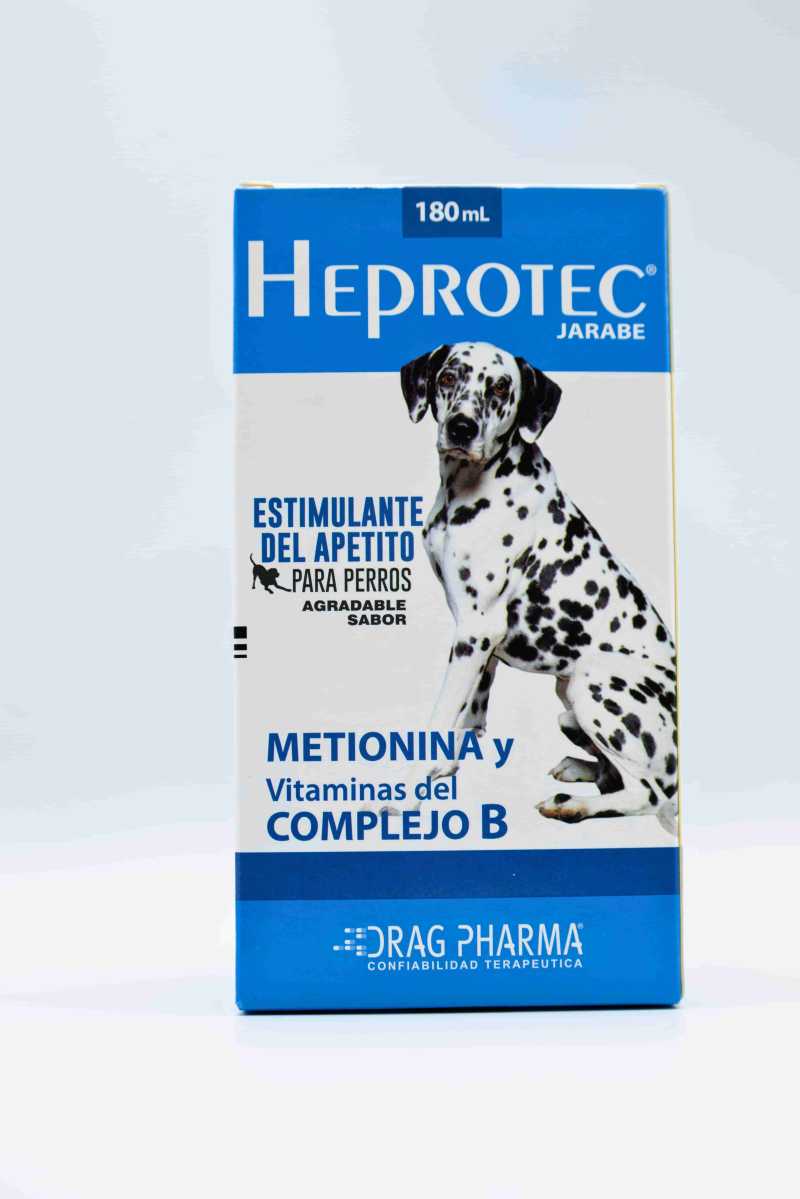 180 mL
HEPROTEC®
JARABE
ESTIMULANTE
DEL APETITO
PARA PERROS
AGRADABLE
SABOR
METIONINA y
Vitaminas del
COMPLEJO B
DRAG PHARMA®
CONFIABILIDAD TERAPEUTICA